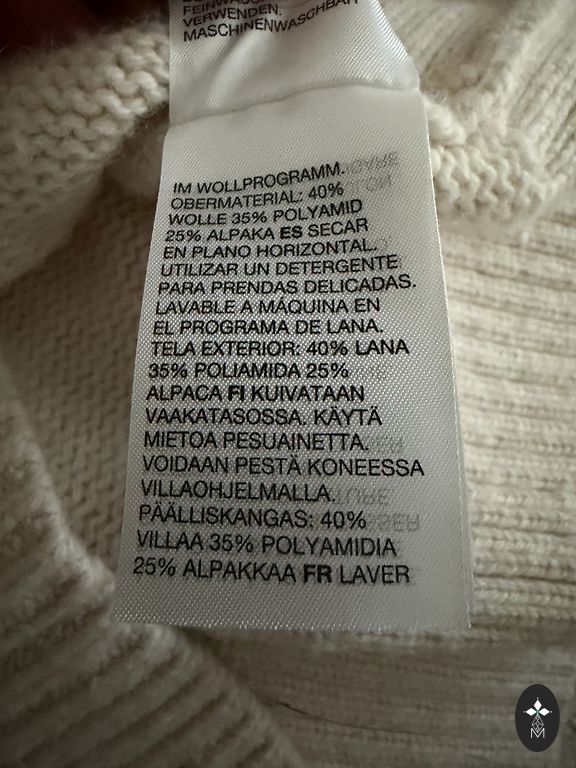 FEINWASCH
VERWENDEN.
MASCHINENWASCHBAR
IM WOLLPROGRAMM.
OBERMATERIAL: 40%
WOLLE 35% POLYAMID
25% ALPAKA ES SECAR
EN PLANO HORIZONTAL.
UTILIZAR UN DETERGENTE
PARA PRENDAS DELICADAS.
LAVABLE A MÁQUINA EN
EL PROGRAMA DE LANA.
TELA EXTERIOR: 40% LANA
35% POLIAMIDA 25%
ALPACA FI KUIVATAAN
VAAKATASOSSA. KÄYTÄ
MIETOA PESUAINETTA.
VOIDAAN PESTÄ KONEESSA
VILLAOHJELMALLA.
PÄÄLLISKANGAS: 40%
VILLAA 35% POLYAMIDIA
25% ALPAKKAA FR LAVER